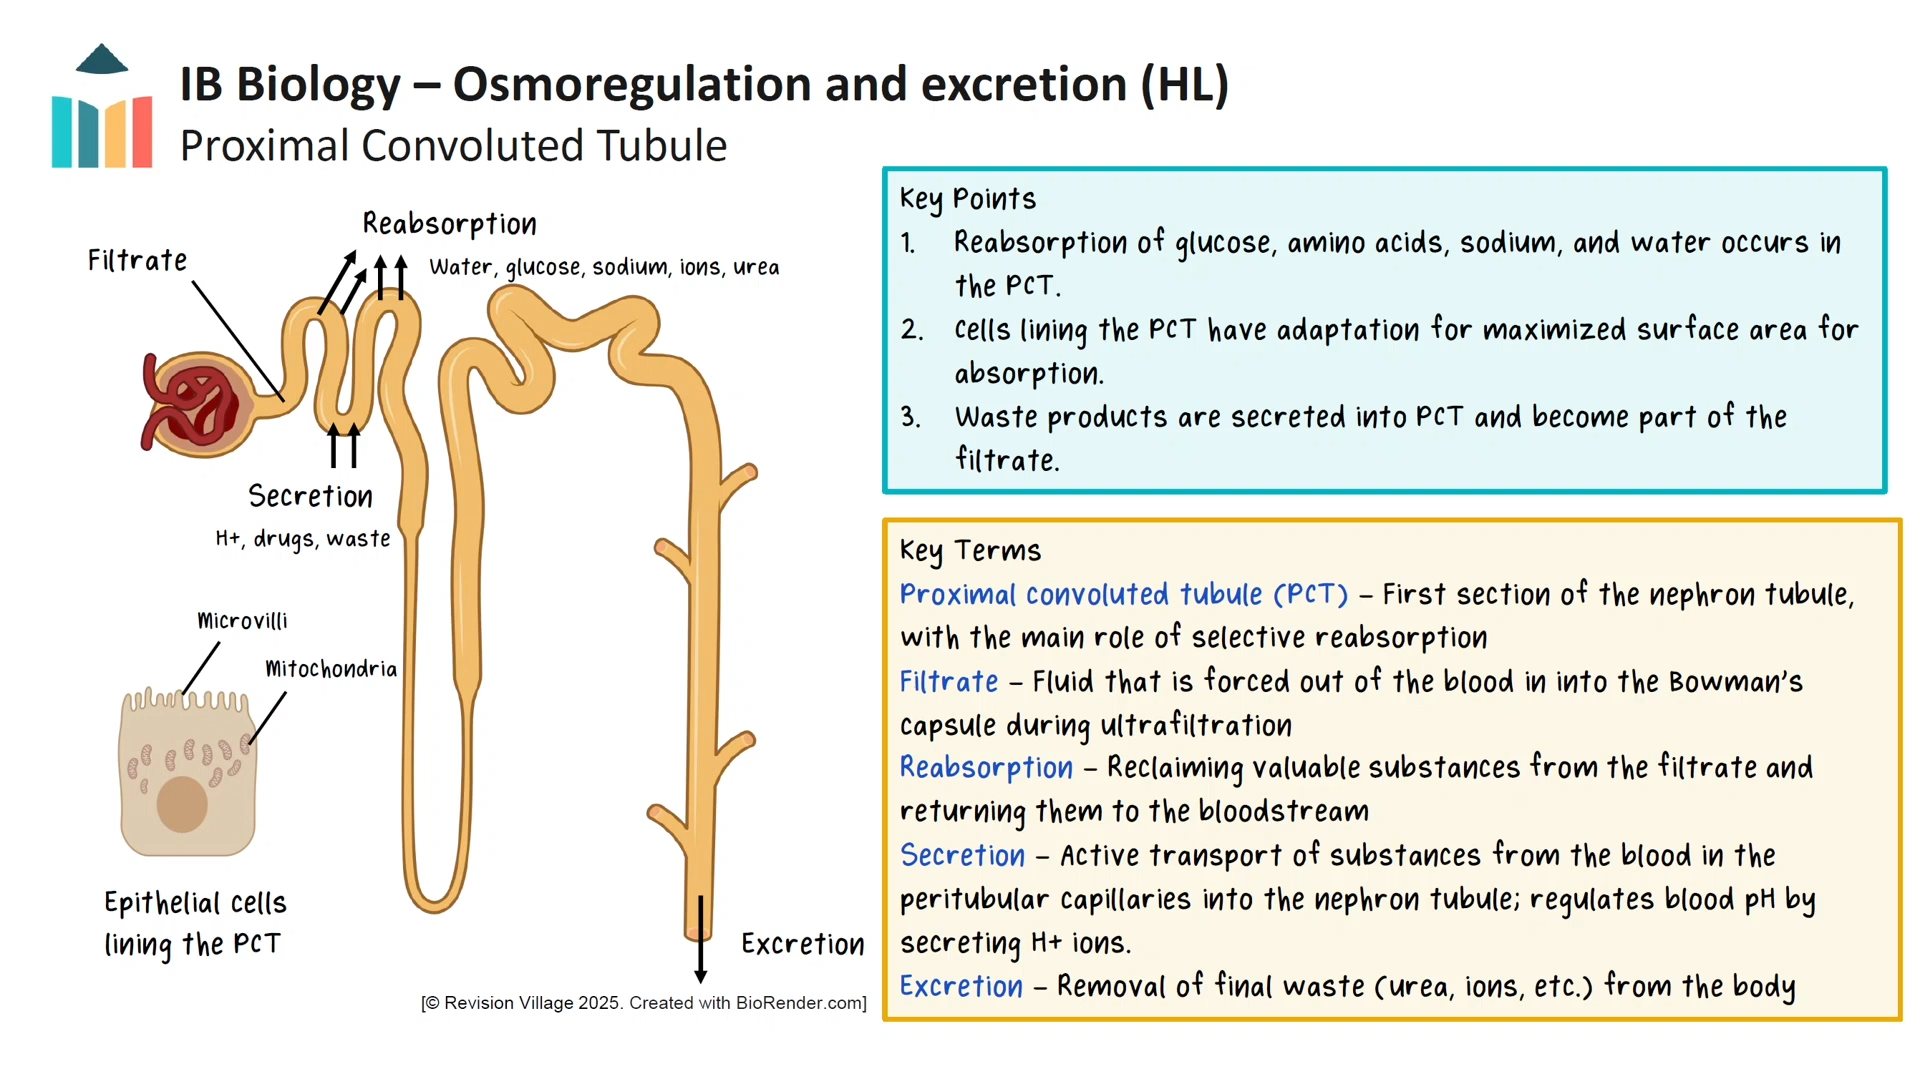 IB Biology – Osmoregulation and excretion (HL)
Proximal Convoluted Tubule
Reabsorption
Filtrate
Water, glucose, sodium, ions, urea
Secretion
H+, drugs, waste
Microvilli
Mitochondria
Epithelial cells
lining the PCT
Excretion
[© Revision Village 2025. Created with BioRender.com]
Key Points
1. Reabsorption of glucose, amino acids, sodium, and water occurs in
the PCT.
2. Cells lining the PCT have adaptation for maximized surface area for
absorption.
3. Waste products are secreted into PCT and become part of the
filtrate.
Key Terms
Proximal convoluted tubule (PCT) – First section of the nephron tubule,
with the main role of selective reabsorption
Filtrate – Fluid that is forced out of the blood in into the Bowman's
capsule during ultrafiltration
Reabsorption – Reclaiming valuable substances from the filtrate and
returning them to the bloodstream
Secretion – Active transport of substances from the blood in the
peritubular capillaries into the nephron tubule; regulates blood pH by
secreting H+ ions.
Excretion – Removal of final waste (urea, ions, etc.) from the body